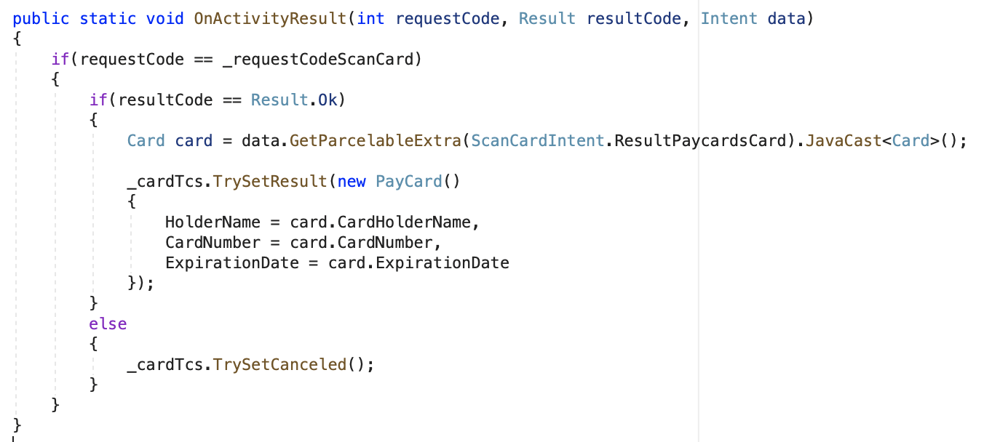 public static void OnActivityResult(int requestCode, Result resultCode, Intent data)
{
    if(requestCode == _requestCodeScanCard)
    {
        if(resultCode == Result.Ok)
        {
            Card card = data.GetParcelableExtra(ScanCardIntent.ResultPaycardsCard).JavaCast<Card>();

            _cardTcs.TrySetResult(new PayCard()
            {
                HolderName = card.CardHolderName,
                CardNumber = card.CardNumber,
                ExpirationDate = card.ExpirationDate
            });
        }
        else
        {
            _cardTcs.TrySetCanceled();
        }
    }
}